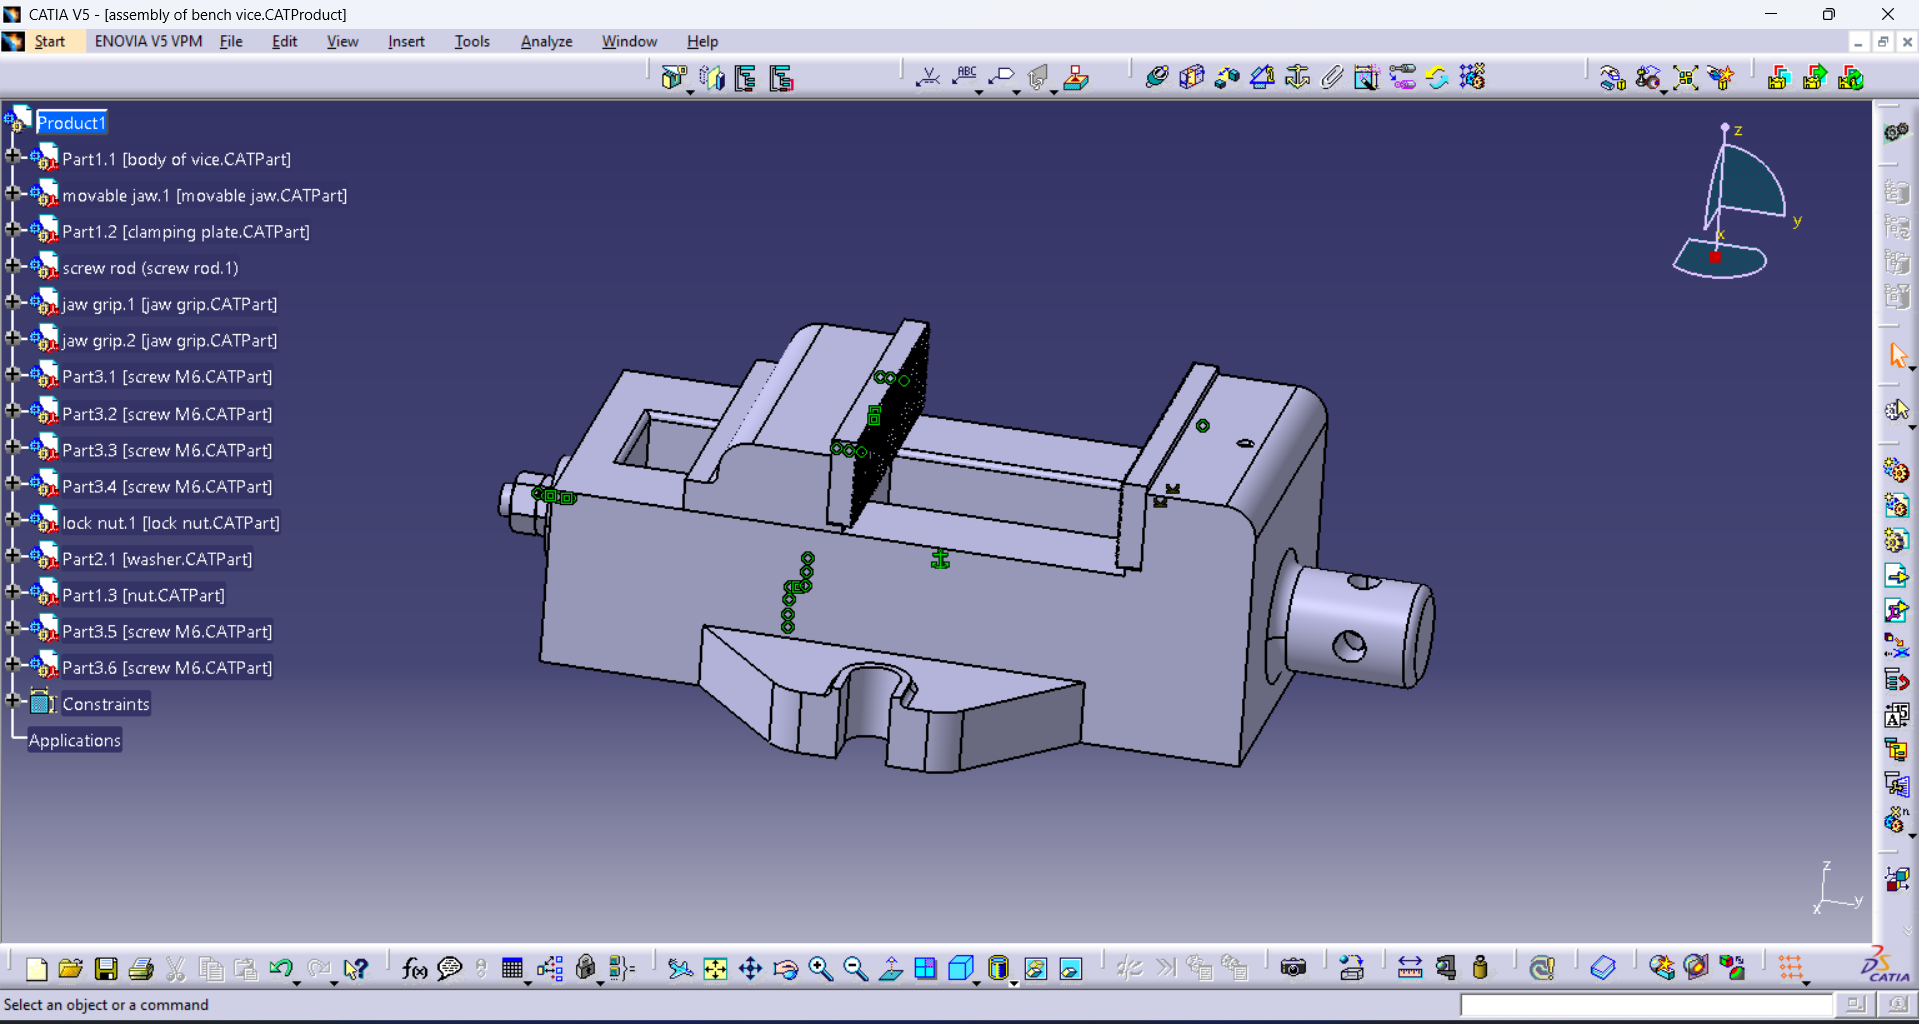 CATIA V5 - [assembly of bench vice.CATProduct]
Start ENOVIA V5 VPM File Edit View Insert Tools Analyze Window Help
ABC
Product1
Part1.1 [body of vice.CATPart]
movable jaw.1 [movable jaw.CATPart]
Part1.2 [clamping plate.CATPart]
screw rod (screw rod.1)
jaw grip.1 [jaw grip.CATPart]
jaw grip.2 [jaw grip.CATPart]
Part3.1 [screw M6.CATPart]
Part3.2 [screw M6.CATPart]
Part3.3 [screw M6.CATPart]
Part3.4 [screw M6.CATPart]
lock nut.1 [lock nut.CATPart]
Part2.1 [washer.CATPart]
Part1.3 [nut.CATPart]
Part3.5 [screw M6.CATPart]
Part3.6 [screw M6.CATPart]
Constraints
Applications
z
y
x
z
y
x
f(x)
CATIA
Select an object or a command